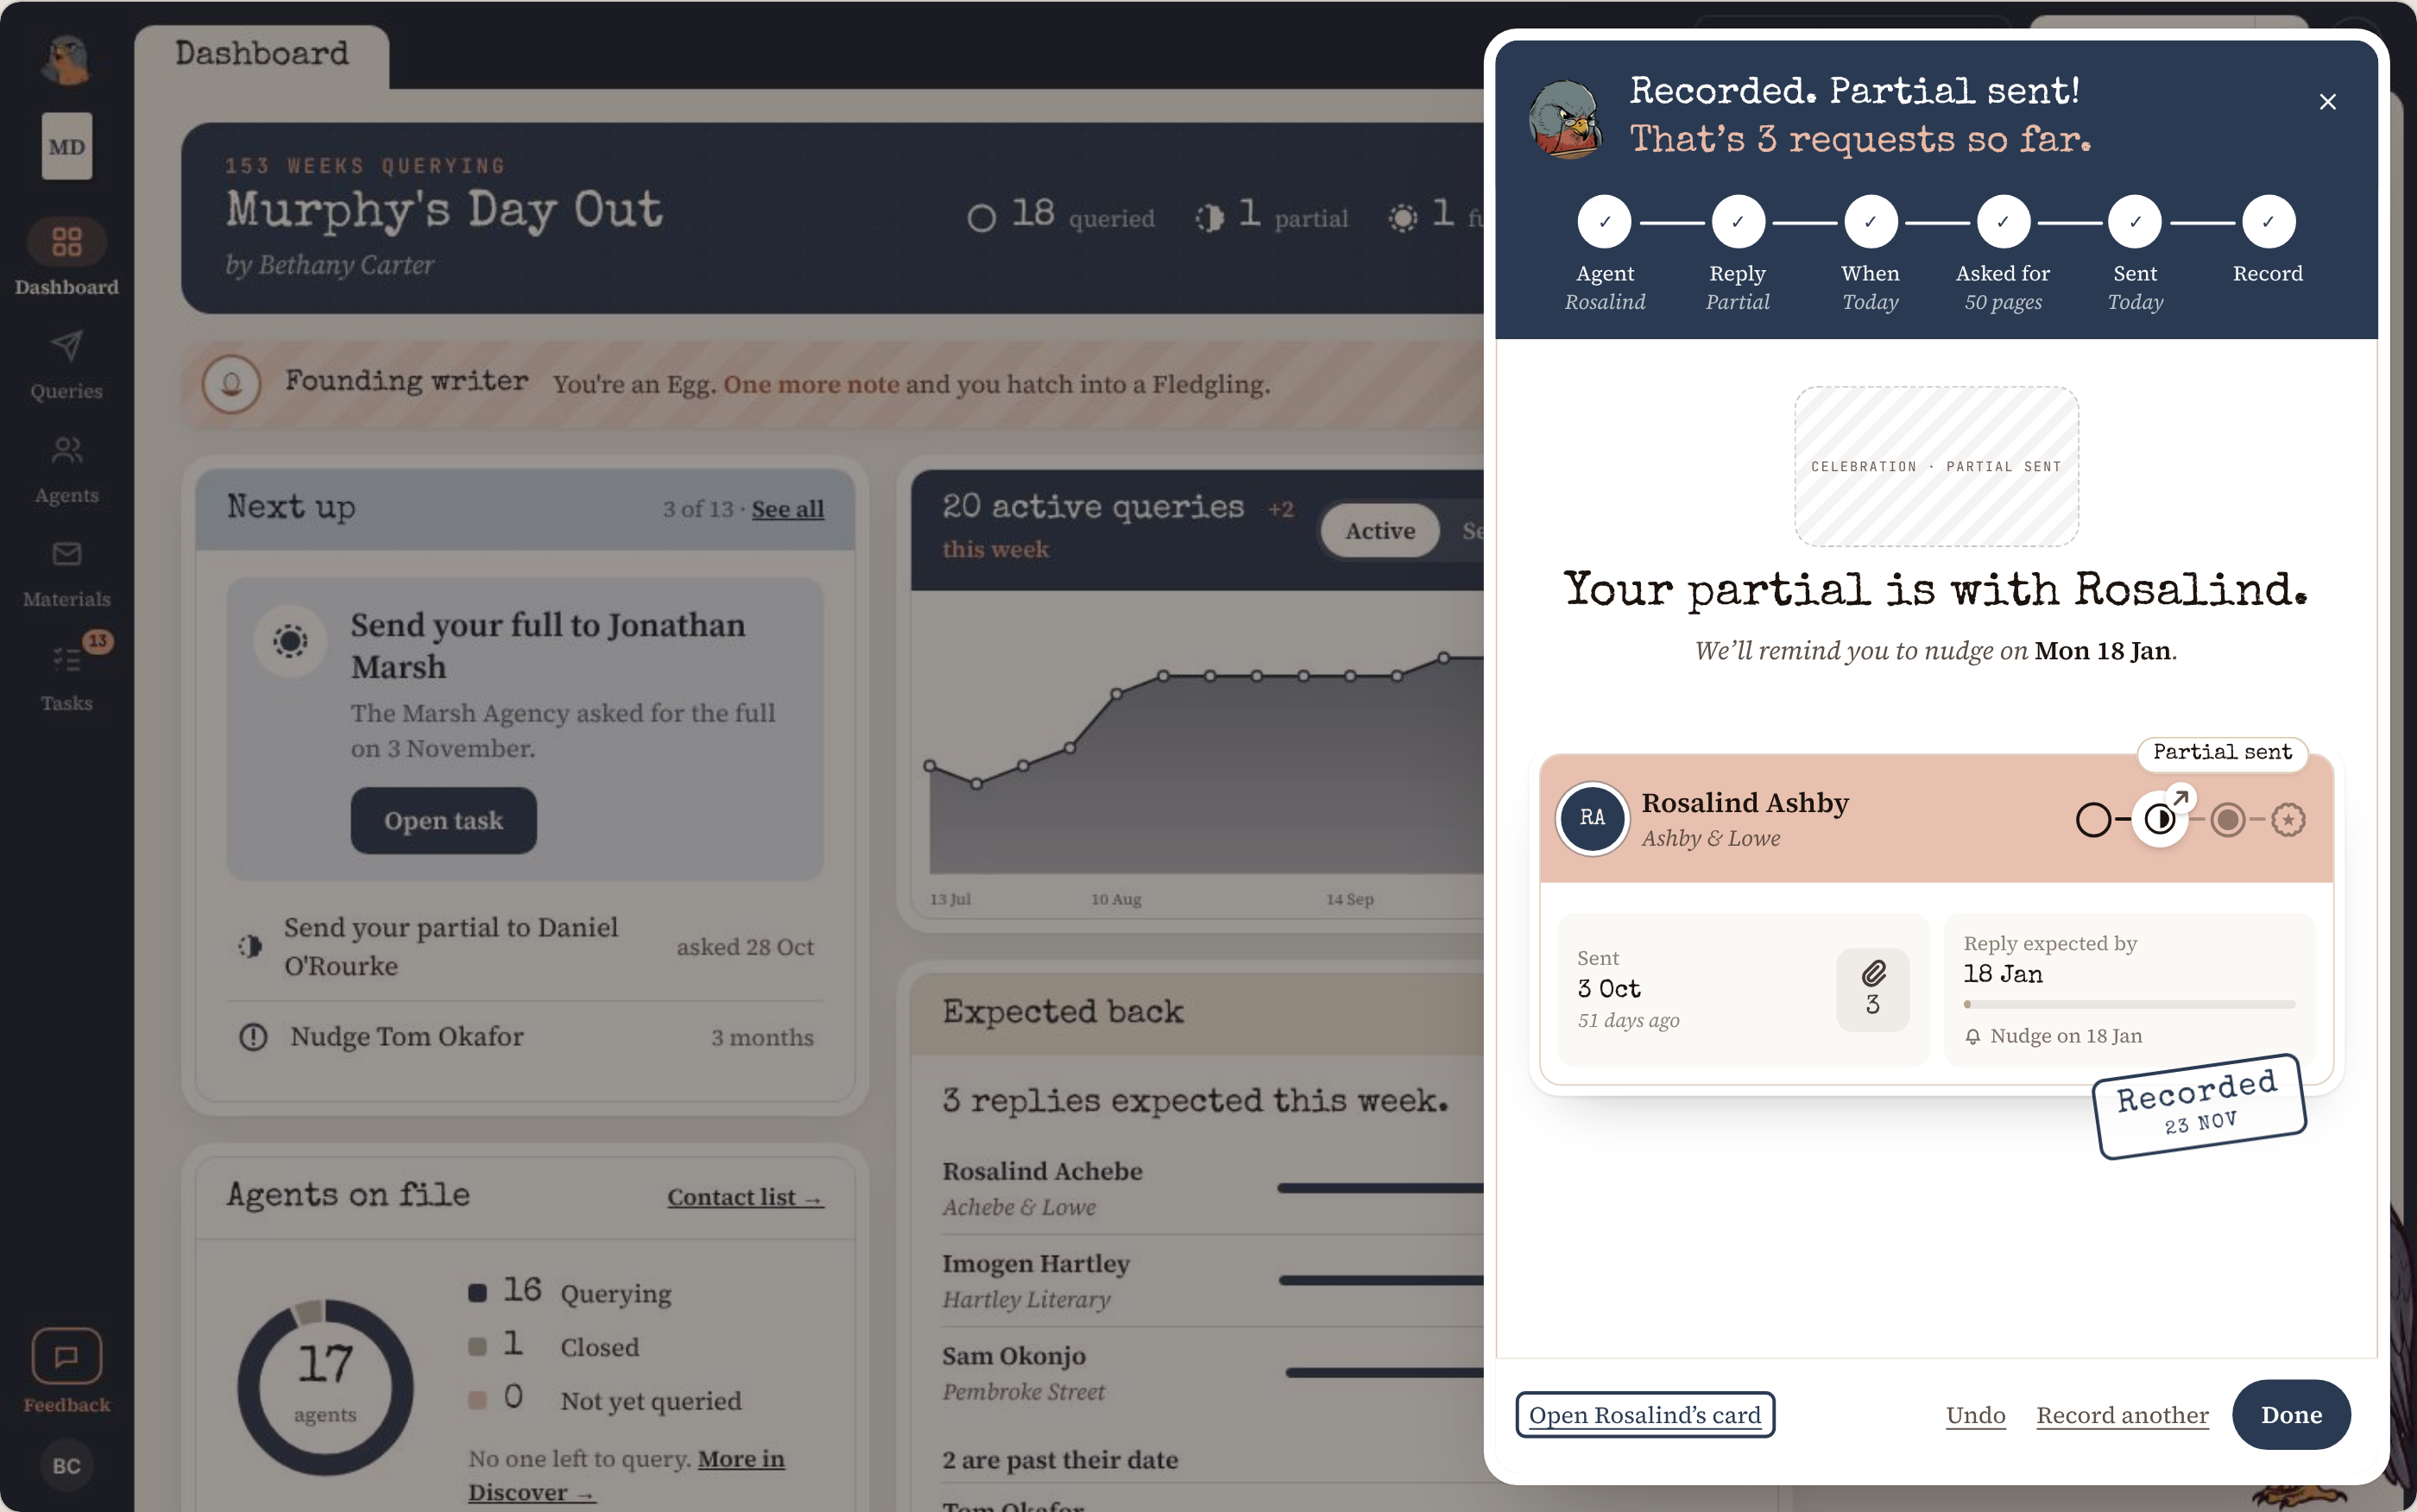 Dashboard
MD
Dashboard
Queries
Agents
Materials
13
Tasks
Feedback
BC
153 WEEKS QUERYING
Murphy's Day Out
by Bethany Carter
18 queried
1 partial
1
Founding writer You're an Egg. One more note and you hatch into a Fledgling.
Next up
3 of 13 · See all
Send your full to Jonathan
Marsh
The Marsh Agency asked for the full
on 3 November.
Open task
Send your partial to Daniel
O'Rourke
asked 28 Oct
Nudge Tom Okafor
3 months
Agents on file
Contact list →
17
agents
16 Querying
1 Closed
0 Not yet queried
No one left to query. More in
Discover →
20 active queries +2
this week
Active
13 Jul
10 Aug
14 Sep
Expected back
3 replies expected this week.
Rosalind Achebe
Achebe & Lowe
Imogen Hartley
Hartley Literary
Sam Okonjo
Pembroke Street
2 are past their date
Tom Okafor
Recorded. Partial sent!
That's 3 requests so far.
✓ ✓ ✓ ✓ ✓ ✓
Agent Reply When Asked for Sent Record
Rosalind Partial Today 50 pages Today
CELEBRATION · PARTIAL SENT
Your partial is with Rosalind.
We'll remind you to nudge on Mon 18 Jan.
Partial sent
RA
Rosalind Ashby
Ashby & Lowe
Sent
3 Oct
51 days ago
3
Reply expected by
18 Jan
Nudge on 18 Jan
Recorded
23 NOV
Open Rosalind's card
Undo
Record another
Done